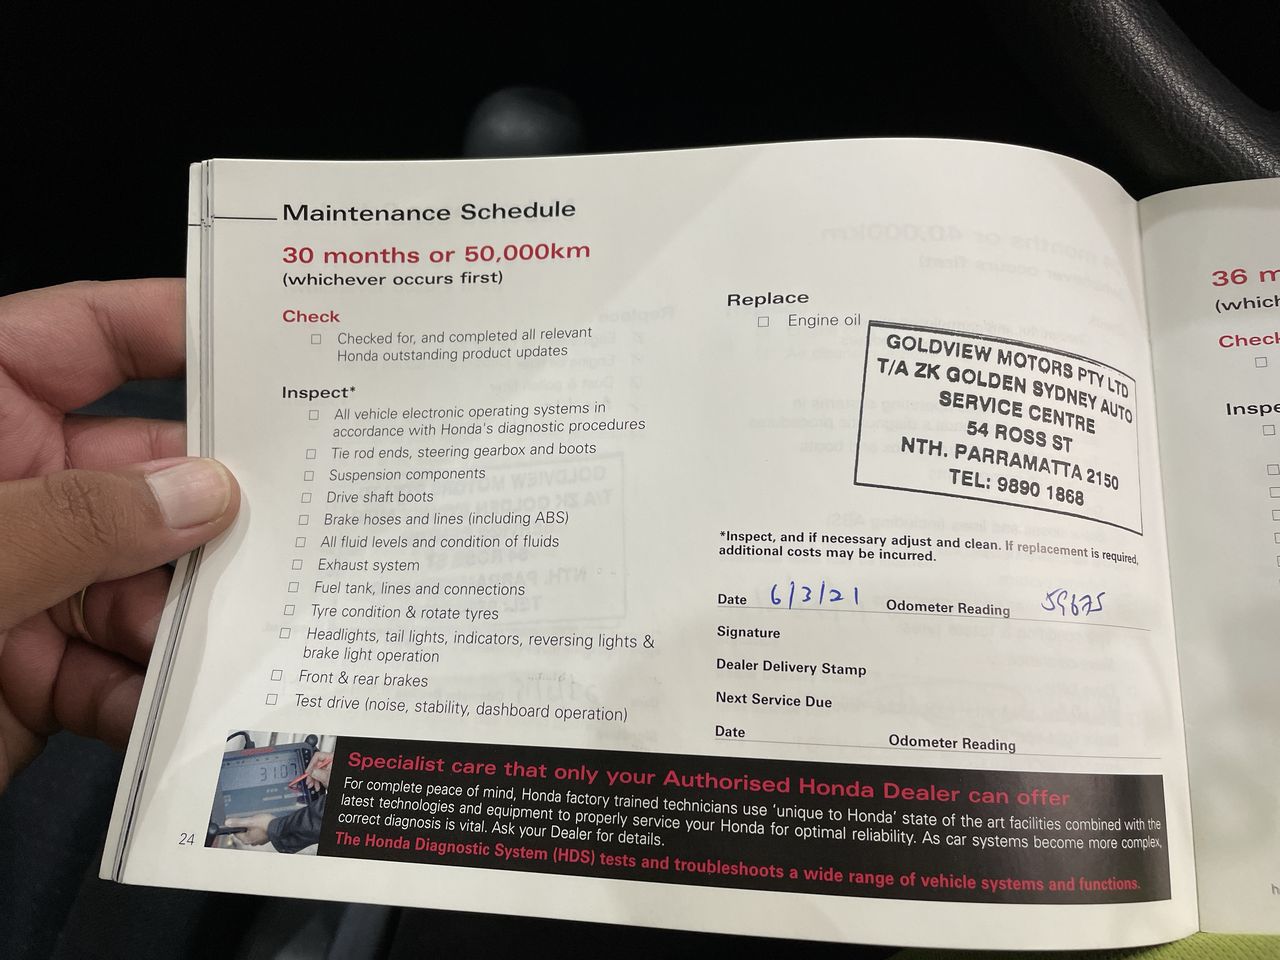 Maintenance Schedule
30 months or 50,000km
(whichever occurs first)
Check
Checked for, and completed all relevant
Honda outstanding product updates
Inspect*
All vehicle electronic operating systems in
accordance with Honda's diagnostic procedures
Tie rod ends, steering gearbox and boots
Suspension components
Drive shaft boots
Brake hoses and lines (including ABS)
All fluid levels and condition of fluids
Exhaust system
Fuel tank, lines and connections
Tyre condition & rotate tyres
Headlights, tail lights, indicators, reversing lights &
brake light operation
Front & rear brakes
Test drive (noise, stability, dashboard operation)
Replace
Engine oil
GOLDVIEW MOTORS PTY LTD
T/A ZK GOLDEN SYDNEY AUTO
SERVICE CENTRE
54 ROSS ST
NTH. PARRAMATTA 2150
TEL: 9890 1868
*Inspect, and if necessary adjust and clean. If replacement is required,
additional costs may be incurred.
Date 6/3/21 Odometer Reading 59675
Signature
Dealer Delivery Stamp
Next Service Due
Date Odometer Reading
3107
Specialist care that only your Authorised Honda Dealer can offer
For complete peace of mind, Honda factory trained technicians use 'unique to Honda' state of the art facilities combined with the
latest technologies and equipment to properly service your Honda for optimal reliability. As car systems become more complex,
correct diagnosis is vital. Ask your Dealer for details.
The Honda Diagnostic System (HDS) tests and troubleshoots a wide range of vehicle systems and functions.
24
36
Check